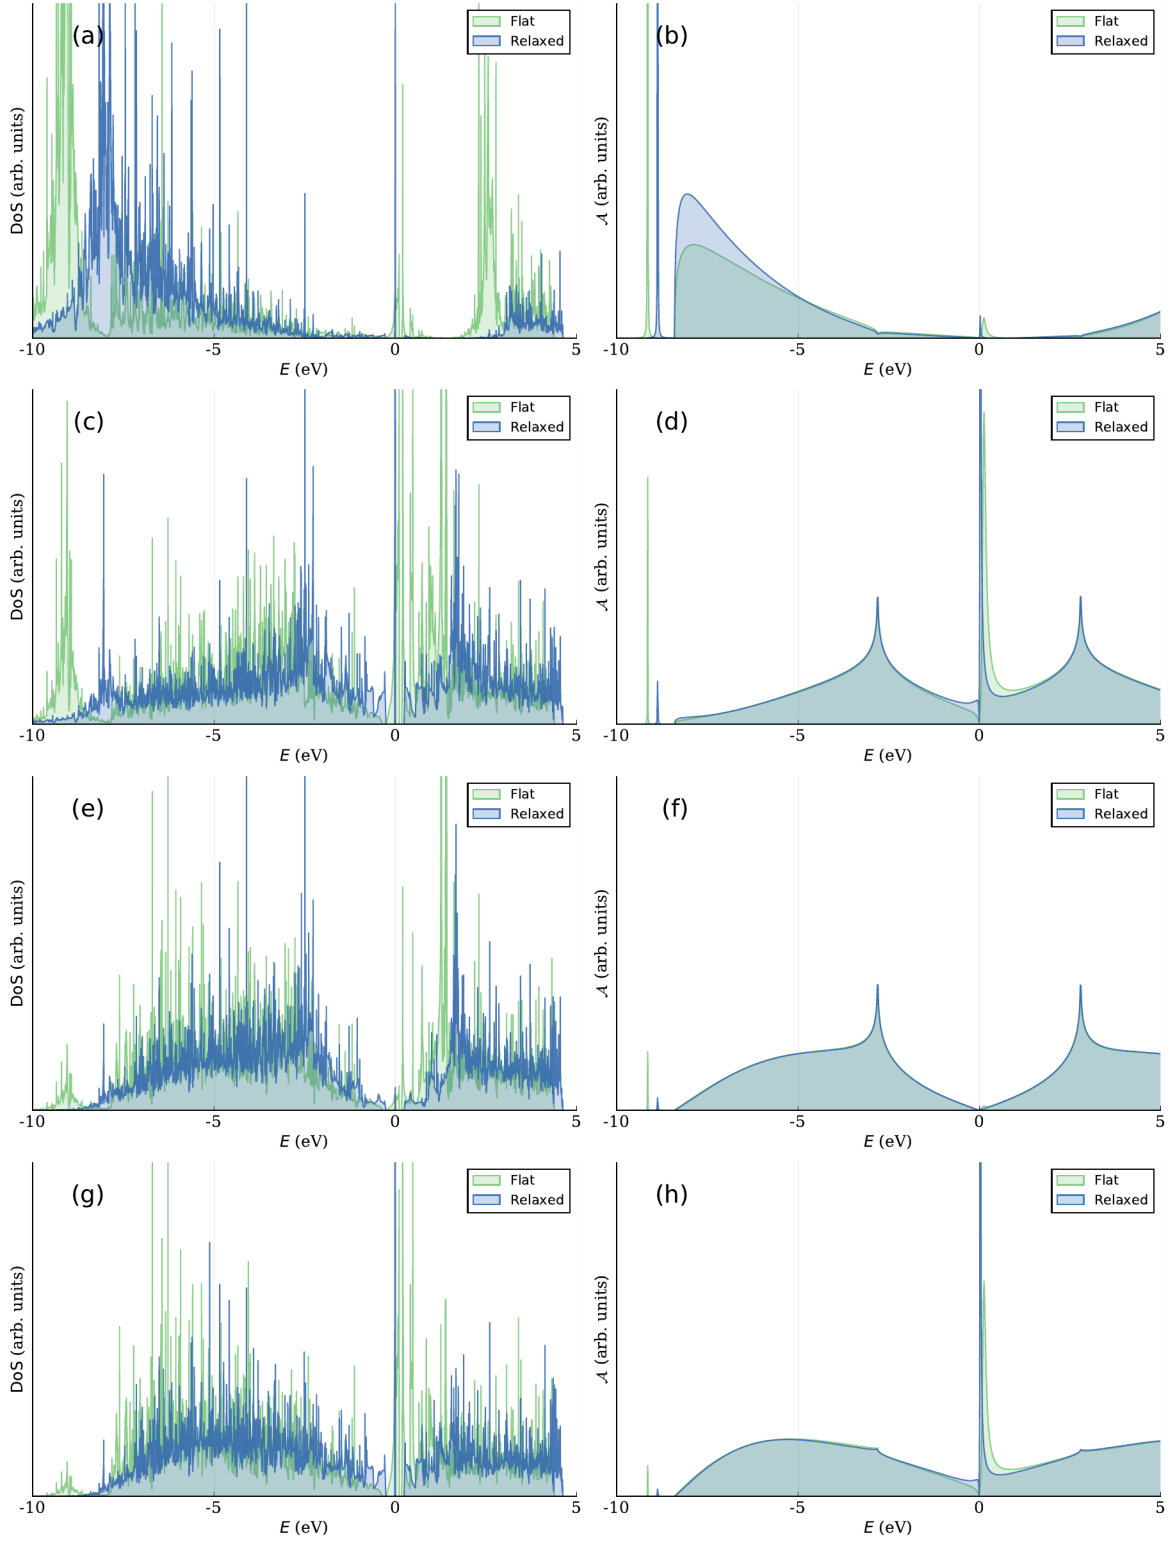 (a)
Flat
Relaxed
DoS (arb. units)
-10 -5 0 5
E (eV)
(b)
Flat
Relaxed
𝒜 (arb. units)
-10 -5 0 5
E (eV)
(c)
Flat
Relaxed
DoS (arb. units)
-10 -5 0 5
E (eV)
(d)
Flat
Relaxed
𝒜 (arb. units)
-10 -5 0 5
E (eV)
(e)
Flat
Relaxed
DoS (arb. units)
-10 -5 0 5
E (eV)
(f)
Flat
Relaxed
𝒜 (arb. units)
-10 -5 0 5
E (eV)
(g)
Flat
Relaxed
DoS (arb. units)
-10 -5 0 5
E (eV)
(h)
Flat
Relaxed
𝒜 (arb. units)
-10 -5 0 5
E (eV)